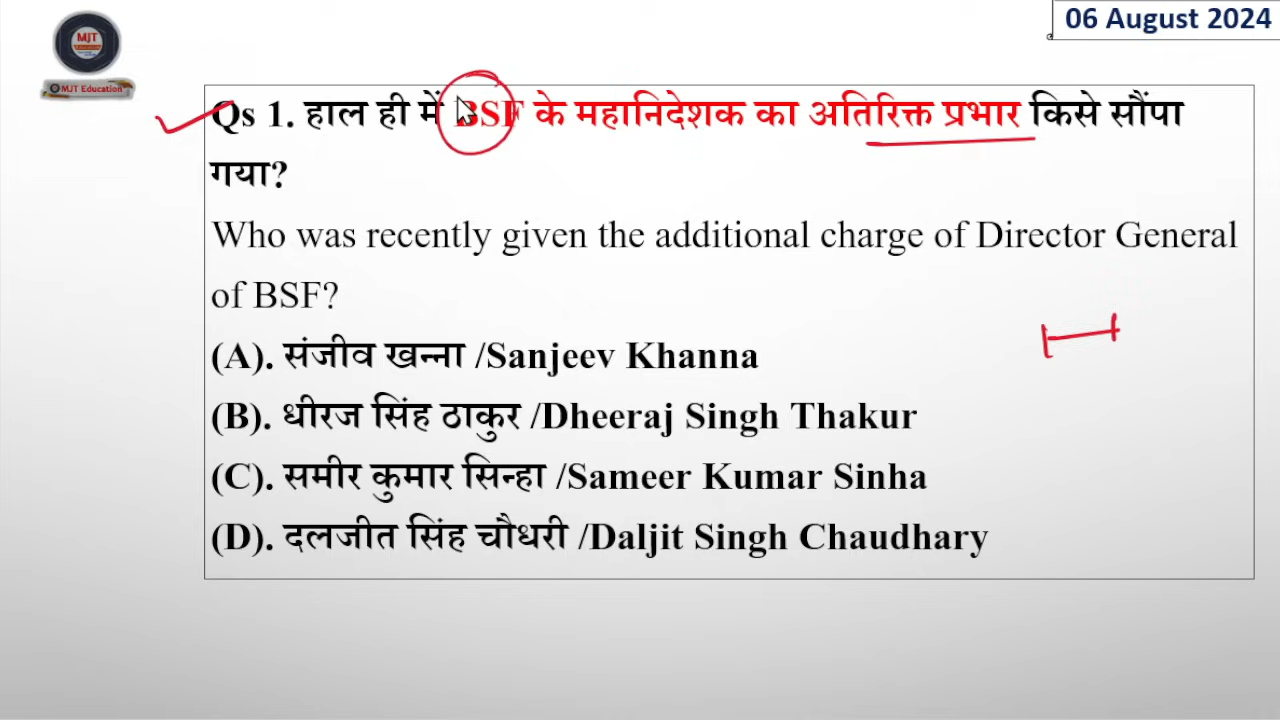 06 August 2024
MJT
MJT Education
Qs 1. हाल ही में BSF के महानिदेशक का अतिरिक्त प्रभार किसे सौंपा
गया?
Who was recently given the additional charge of Director General
of BSF?
(A). संजीव खन्ना /Sanjeev Khanna
(B). धीरज सिंह ठाकुर /Dheeraj Singh Thakur
(C). समीर कुमार सिन्हा /Sameer Kumar Sinha
(D). दलजीत सिंह चौधरी /Daljit Singh Chaudhary